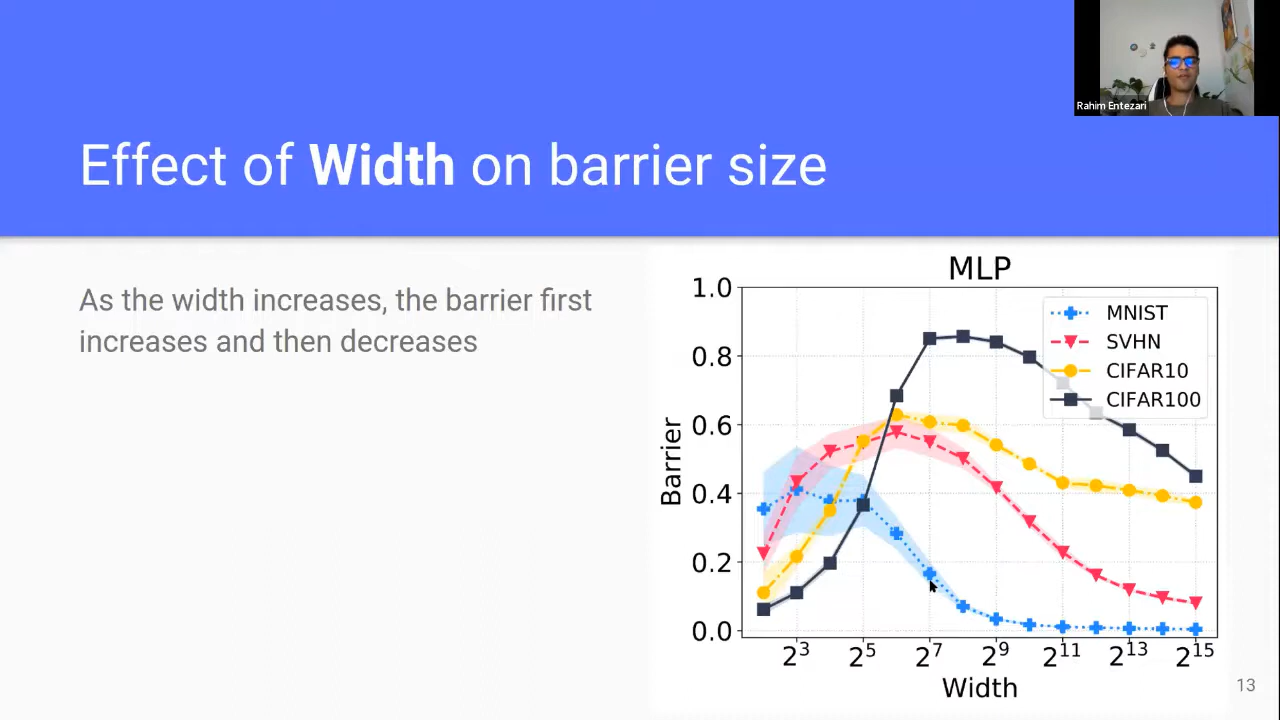 Rahim Entezari
Effect of Width on barrier size
As the width increases, the barrier first
increases and then decreases
MLP
1.0
0.8
0.6
0.4
0.2
0.0
Barrier
MNIST
SVHN
CIFAR10
CIFAR100
2³ 2⁵ 2⁷ 2⁹ 2¹¹ 2¹³ 2¹⁵
Width
13